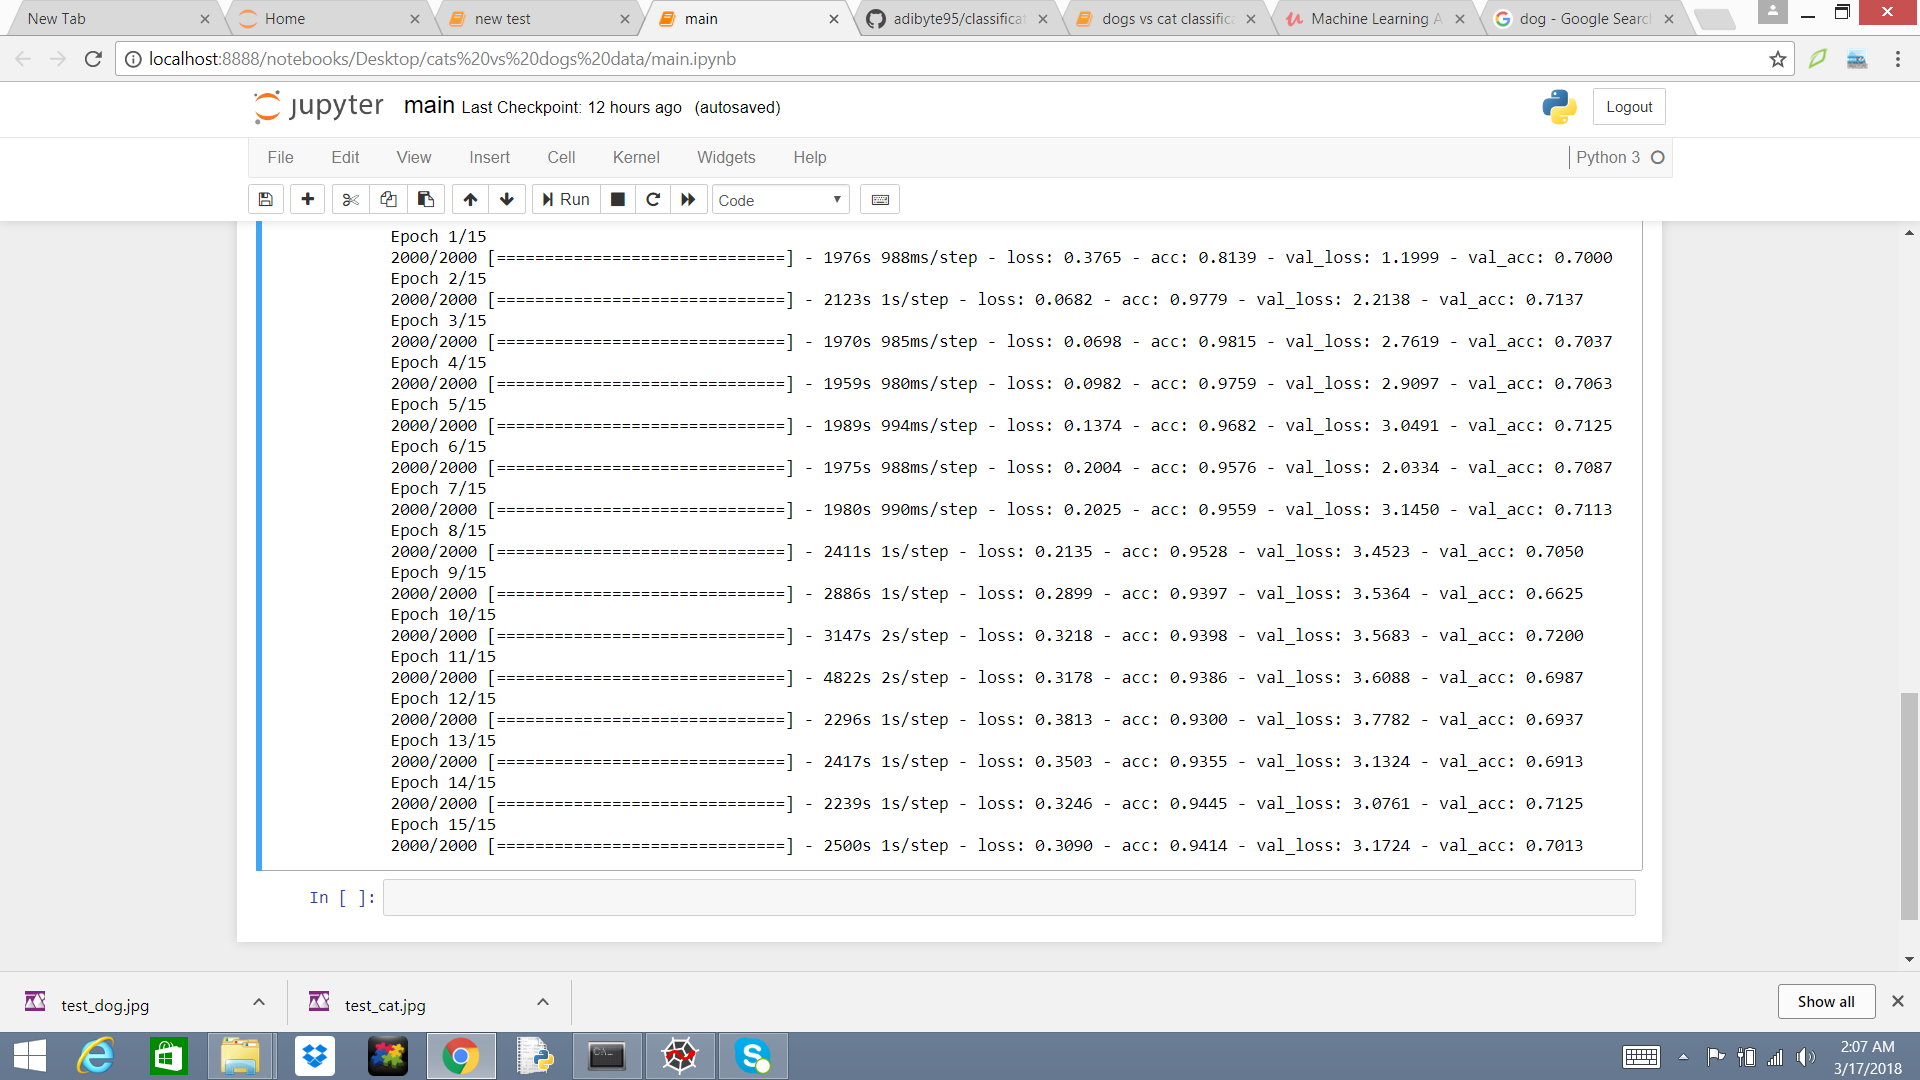 New Tab
Home
new test
main
adibyte95/classificat
dogs vs cat classifica
Machine Learning A
dog - Google Search
localhost:8888/notebooks/Desktop/cats%20vs%20dogs%20data/main.ipynb
jupyter main Last Checkpoint: 12 hours ago (autosaved)
Logout
File Edit View Insert Cell Kernel Widgets Help
Python 3
Run
Code
Epoch 1/15
2000/2000 [==============================] - 1976s 988ms/step - loss: 0.3765 - acc: 0.8139 - val_loss: 1.1999 - val_acc: 0.7000
Epoch 2/15
2000/2000 [==============================] - 2123s 1s/step - loss: 0.0682 - acc: 0.9779 - val_loss: 2.2138 - val_acc: 0.7137
Epoch 3/15
2000/2000 [==============================] - 1970s 985ms/step - loss: 0.0698 - acc: 0.9815 - val_loss: 2.7619 - val_acc: 0.7037
Epoch 4/15
2000/2000 [==============================] - 1959s 980ms/step - loss: 0.0982 - acc: 0.9759 - val_loss: 2.9097 - val_acc: 0.7063
Epoch 5/15
2000/2000 [==============================] - 1989s 994ms/step - loss: 0.1374 - acc: 0.9682 - val_loss: 3.0491 - val_acc: 0.7125
Epoch 6/15
2000/2000 [==============================] - 1975s 988ms/step - loss: 0.2004 - acc: 0.9576 - val_loss: 2.0334 - val_acc: 0.7087
Epoch 7/15
2000/2000 [==============================] - 1980s 990ms/step - loss: 0.2025 - acc: 0.9559 - val_loss: 3.1450 - val_acc: 0.7113
Epoch 8/15
2000/2000 [==============================] - 2411s 1s/step - loss: 0.2135 - acc: 0.9528 - val_loss: 3.4523 - val_acc: 0.7050
Epoch 9/15
2000/2000 [==============================] - 2886s 1s/step - loss: 0.2899 - acc: 0.9397 - val_loss: 3.5364 - val_acc: 0.6625
Epoch 10/15
2000/2000 [==============================] - 3147s 2s/step - loss: 0.3218 - acc: 0.9398 - val_loss: 3.5683 - val_acc: 0.7200
Epoch 11/15
2000/2000 [==============================] - 4822s 2s/step - loss: 0.3178 - acc: 0.9386 - val_loss: 3.6088 - val_acc: 0.6987
Epoch 12/15
2000/2000 [==============================] - 2296s 1s/step - loss: 0.3813 - acc: 0.9300 - val_loss: 3.7782 - val_acc: 0.6937
Epoch 13/15
2000/2000 [==============================] - 2417s 1s/step - loss: 0.3503 - acc: 0.9355 - val_loss: 3.1324 - val_acc: 0.6913
Epoch 14/15
2000/2000 [==============================] - 2239s 1s/step - loss: 0.3246 - acc: 0.9445 - val_loss: 3.0761 - val_acc: 0.7125
Epoch 15/15
2000/2000 [==============================] - 2500s 1s/step - loss: 0.3090 - acc: 0.9414 - val_loss: 3.1724 - val_acc: 0.7013
In [ ]:
test_dog.jpg
test_cat.jpg
Show all
2:07 AM
3/17/2018